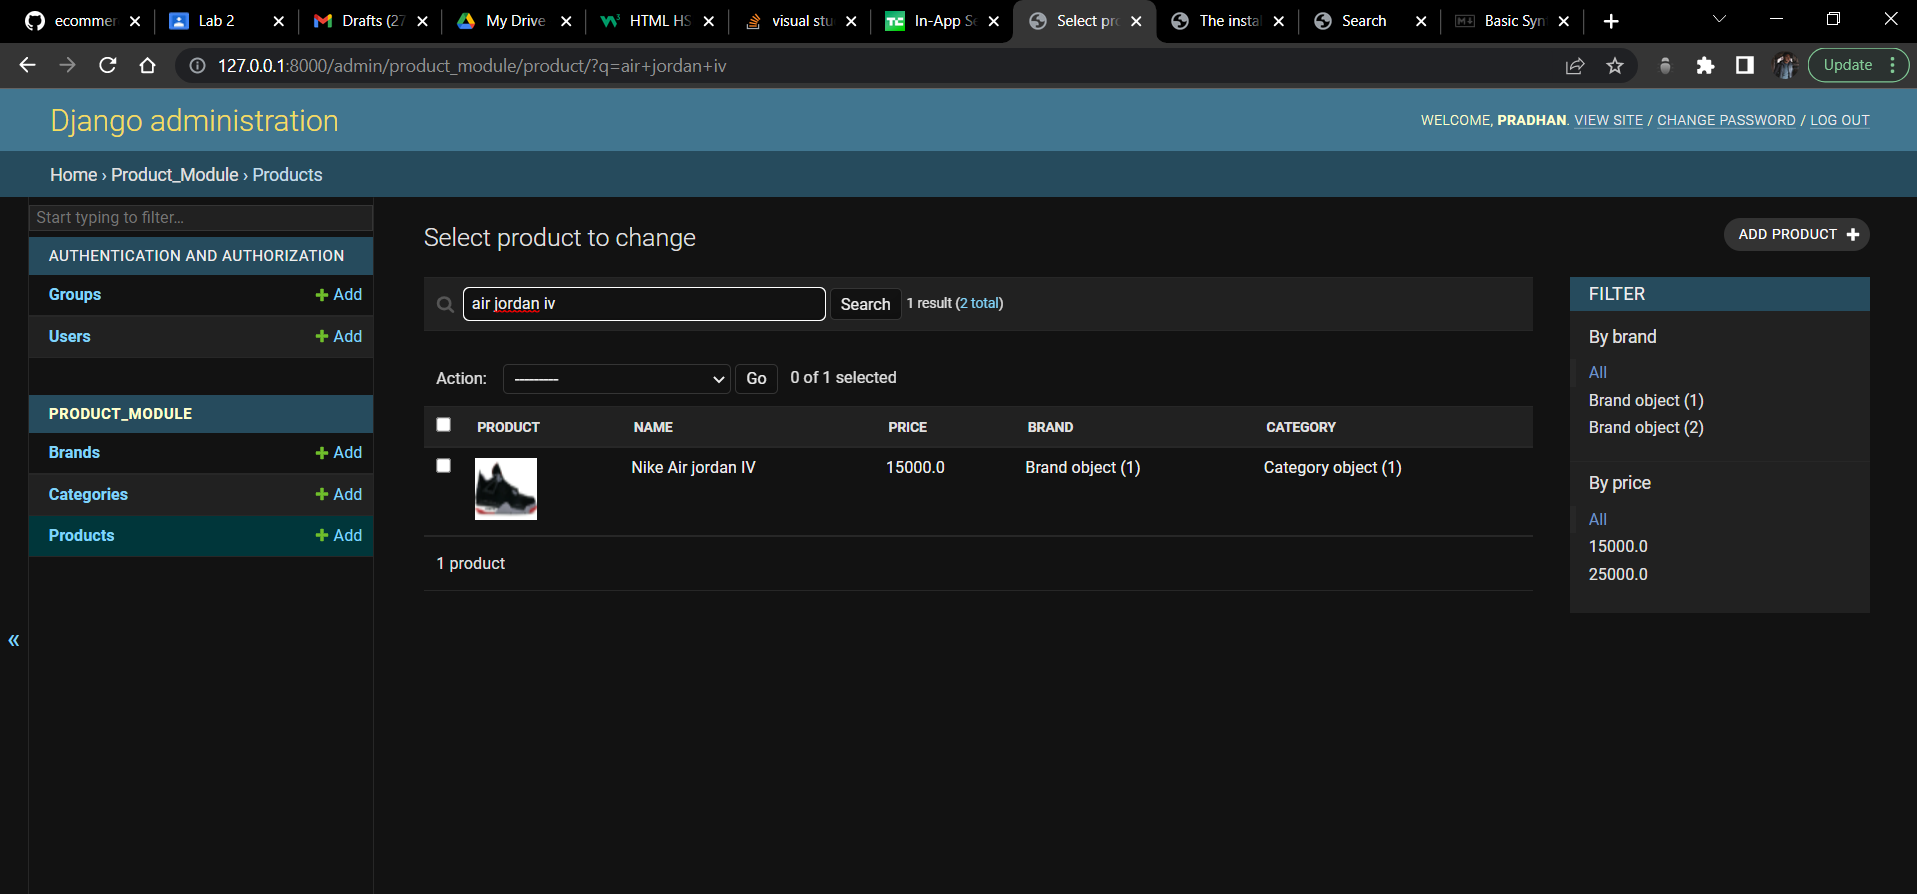 ecommer
Lab 2
Drafts (27
My Drive
HTML HS
visual stu
In-App Se
Select pro
The instal
Search
Basic Syn
127.0.0.1:8000/admin/product_module/product/?q=air+jordan+iv
Update
Django administration
WELCOME, PRADHAN. VIEW SITE / CHANGE PASSWORD / LOG OUT
Home › Product_Module › Products
Start typing to filter...
AUTHENTICATION AND AUTHORIZATION
Groups + Add
Users + Add
PRODUCT_MODULE
Brands + Add
Categories + Add
Products + Add
«
Select product to change
ADD PRODUCT +
air jordan iv
Search 1 result (2 total)
Action: --------- Go 0 of 1 selected
PRODUCT NAME PRICE BRAND CATEGORY
Nike Air jordan IV 15000.0 Brand object (1) Category object (1)
1 product
FILTER
By brand
All
Brand object (1)
Brand object (2)
By price
All
15000.0
25000.0